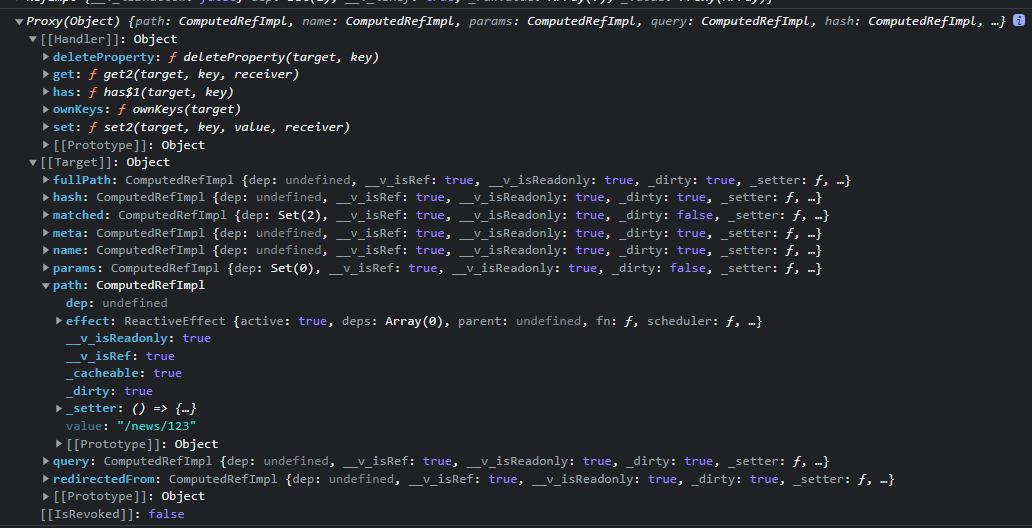 Proxy(Object) {path: ComputedRefImpl, name: ComputedRefImpl, params: ComputedRefImpl, query: ComputedRefImpl, hash: ComputedRefImpl, …} i
[[Handler]]: Object
deleteProperty: ƒ deleteProperty(target, key)
get: ƒ get2(target, key, receiver)
has: ƒ has$1(target, key)
ownKeys: ƒ ownKeys(target)
set: ƒ set2(target, key, value, receiver)
[[Prototype]]: Object
[[Target]]: Object
fullPath: ComputedRefImpl {dep: undefined, __v_isRef: true, __v_isReadonly: true, _dirty: true, _setter: ƒ, …}
hash: ComputedRefImpl {dep: undefined, __v_isRef: true, __v_isReadonly: true, _dirty: true, _setter: ƒ, …}
matched: ComputedRefImpl {dep: Set(2), __v_isRef: true, __v_isReadonly: true, _dirty: false, _setter: ƒ, …}
meta: ComputedRefImpl {dep: undefined, __v_isRef: true, __v_isReadonly: true, _dirty: true, _setter: ƒ, …}
name: ComputedRefImpl {dep: undefined, __v_isRef: true, __v_isReadonly: true, _dirty: true, _setter: ƒ, …}
params: ComputedRefImpl {dep: Set(0), __v_isRef: true, __v_isReadonly: true, _dirty: false, _setter: ƒ, …}
path: ComputedRefImpl
dep: undefined
effect: ReactiveEffect {active: true, deps: Array(0), parent: undefined, fn: ƒ, scheduler: ƒ, …}
__v_isReadonly: true
__v_isRef: true
_cacheable: true
_dirty: true
_setter: () => {…}
value: "/news/123"
[[Prototype]]: Object
query: ComputedRefImpl {dep: undefined, __v_isRef: true, __v_isReadonly: true, _dirty: true, _setter: ƒ, …}
redirectedFrom: ComputedRefImpl {dep: undefined, __v_isRef: true, __v_isReadonly: true, _dirty: true, _setter: ƒ, …}
[[Prototype]]: Object
[[IsRevoked]]: false